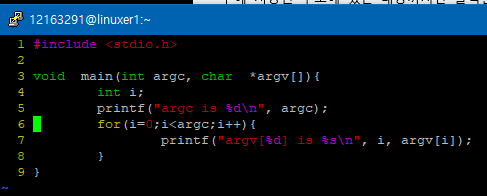 12163291@linuxer1:~
1 #include <stdio.h>
2
3 void  main(int argc, char  *argv[]){
4         int i;
5         printf("argc is %d\n", argc);
6         for(i=0;i<argc;i++){
7                 printf("argv[%d] is %s\n", i, argv[i]);
8         }
9 }
~